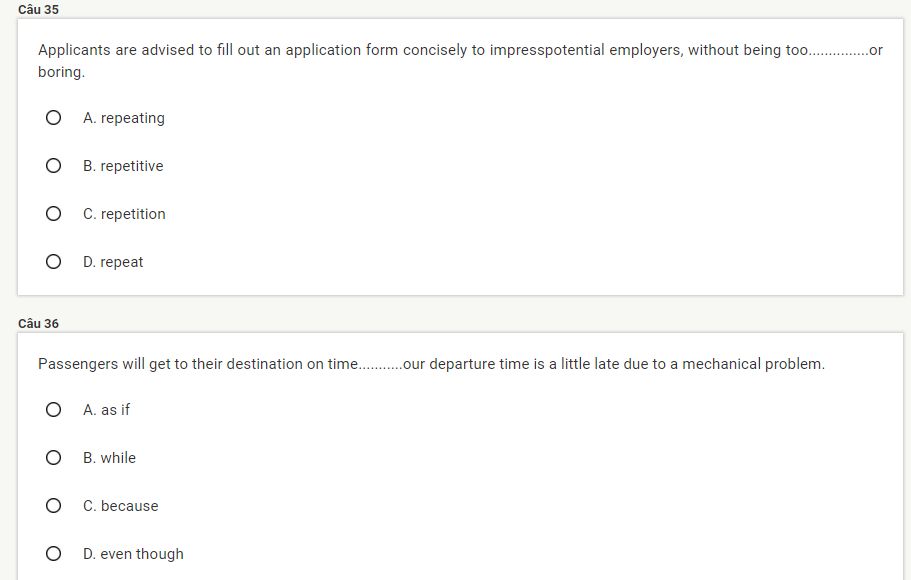 Câu 35
Applicants are advised to fill out an application form concisely to impresspotential employers, without being too...............or
boring.
A. repeating
B. repetitive
C. repetition
D. repeat
Câu 36
Passengers will get to their destination on time...........our departure time is a little late due to a mechanical problem.
A. as if
B. while
C. because
D. even though